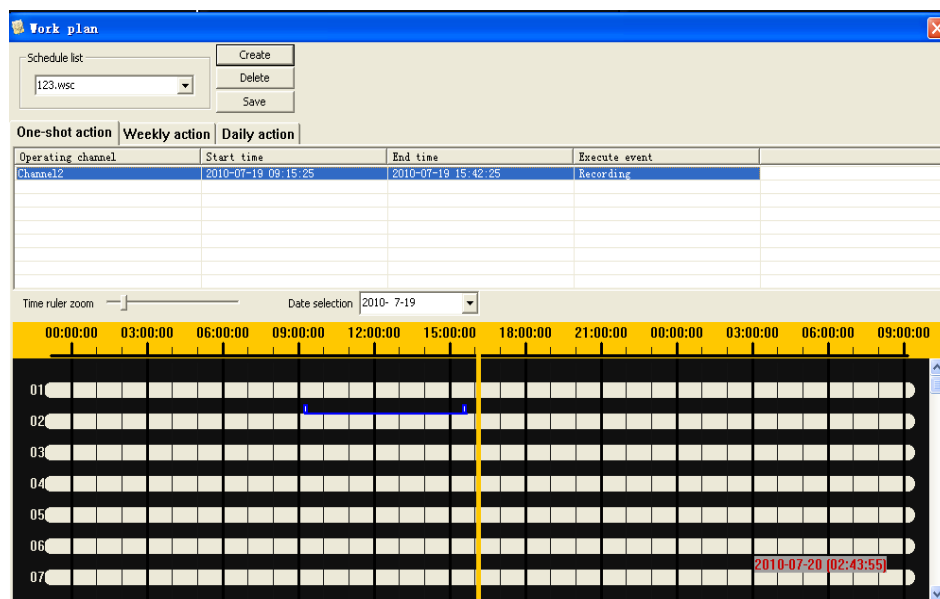 Work plan
Schedule list
Create
123.wsc
Delete
Save
One-shot action Weekly action Daily action
Operating channel Start time End time Execute event
Channel2 2010-07-19 09:15:25 2010-07-19 15:42:25 Recording
Time ruler zoom Date selection 2010- 7-19
00:00:00 03:00:00 06:00:00 09:00:00 12:00:00 15:00:00 18:00:00 21:00:00 00:00:00 03:00:00 06:00:00 09:00:00
01
02
03
04
05
06
2010-07-20 (02:43:55)
07